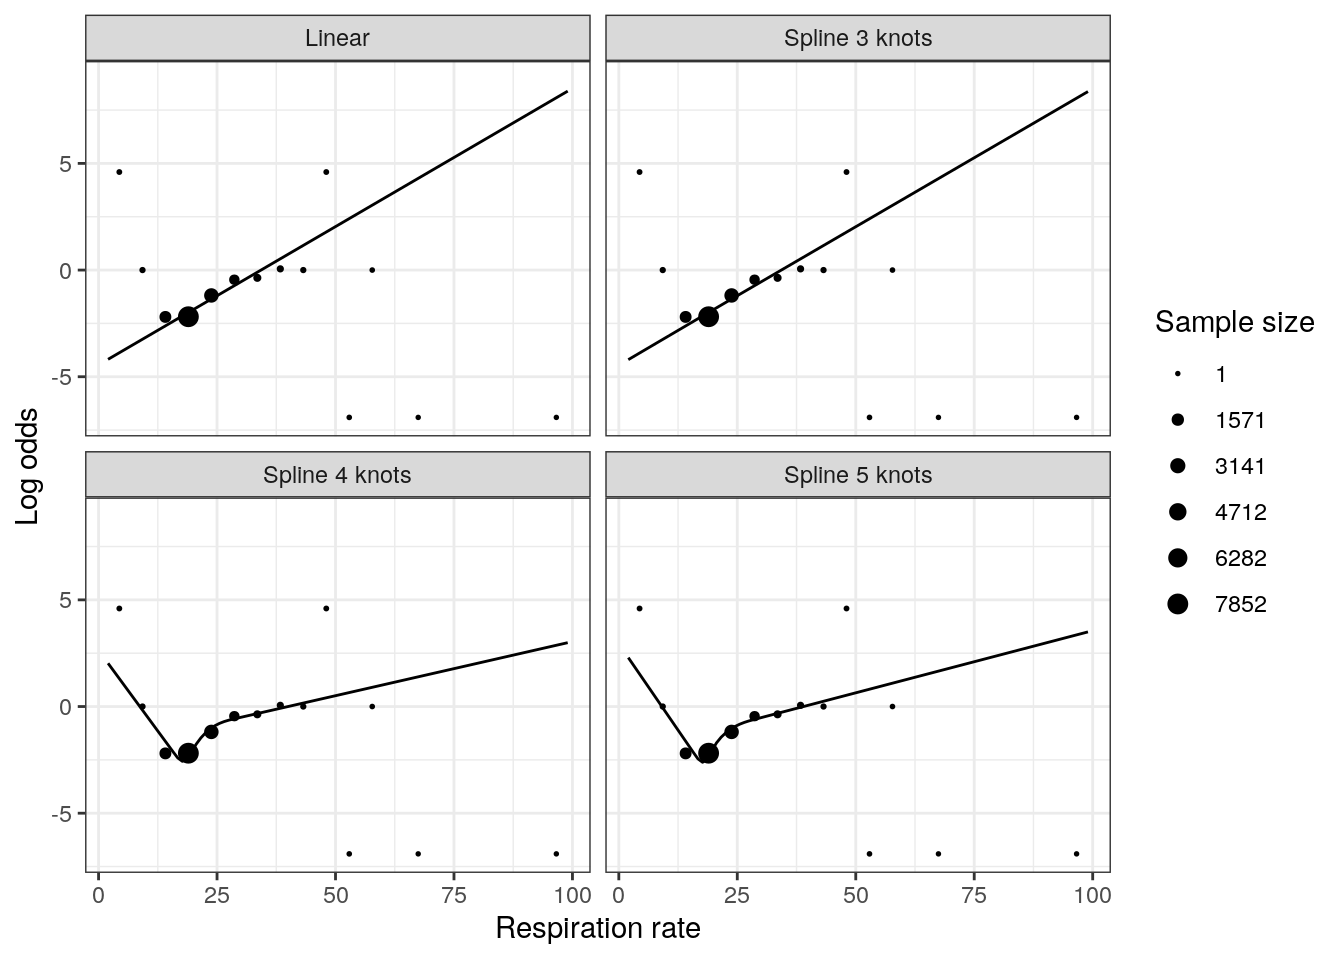 Linear
Spline 3 knots
5
0
-5
Spline 4 knots
Spline 5 knots
5
0
-5
0 25 50 75 100
0 25 50 75 100
Respiration rate
Log odds
Sample size
1
1571
3141
4712
6282
7852